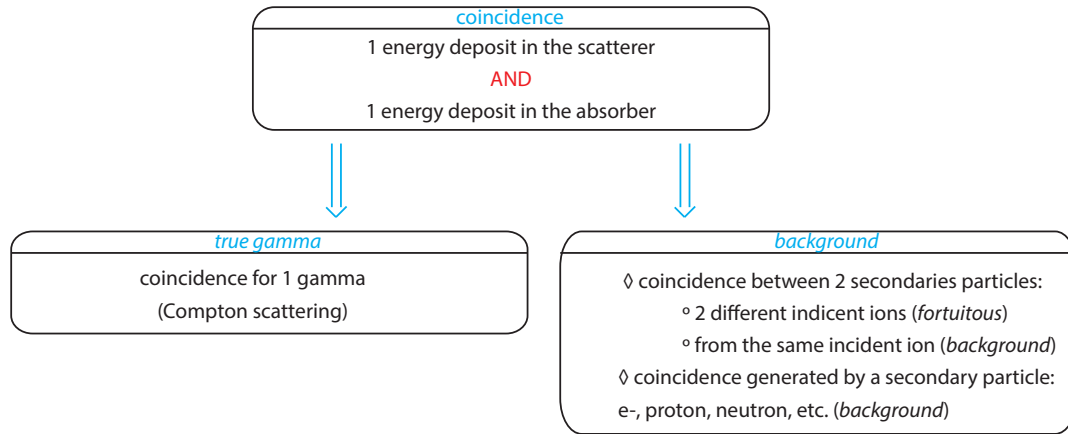 coincidence
1 energy deposit in the scatterer
AND
1 energy deposit in the absorber
true gamma
coincidence for 1 gamma
(Compton scattering)
background
◊ coincidence between 2 secondaries particles:
º 2 different indicent ions (fortuitous)
º from the same incident ion (background)
◊ coincidence generated by a secondary particle:
e-, proton, neutron, etc. (background)